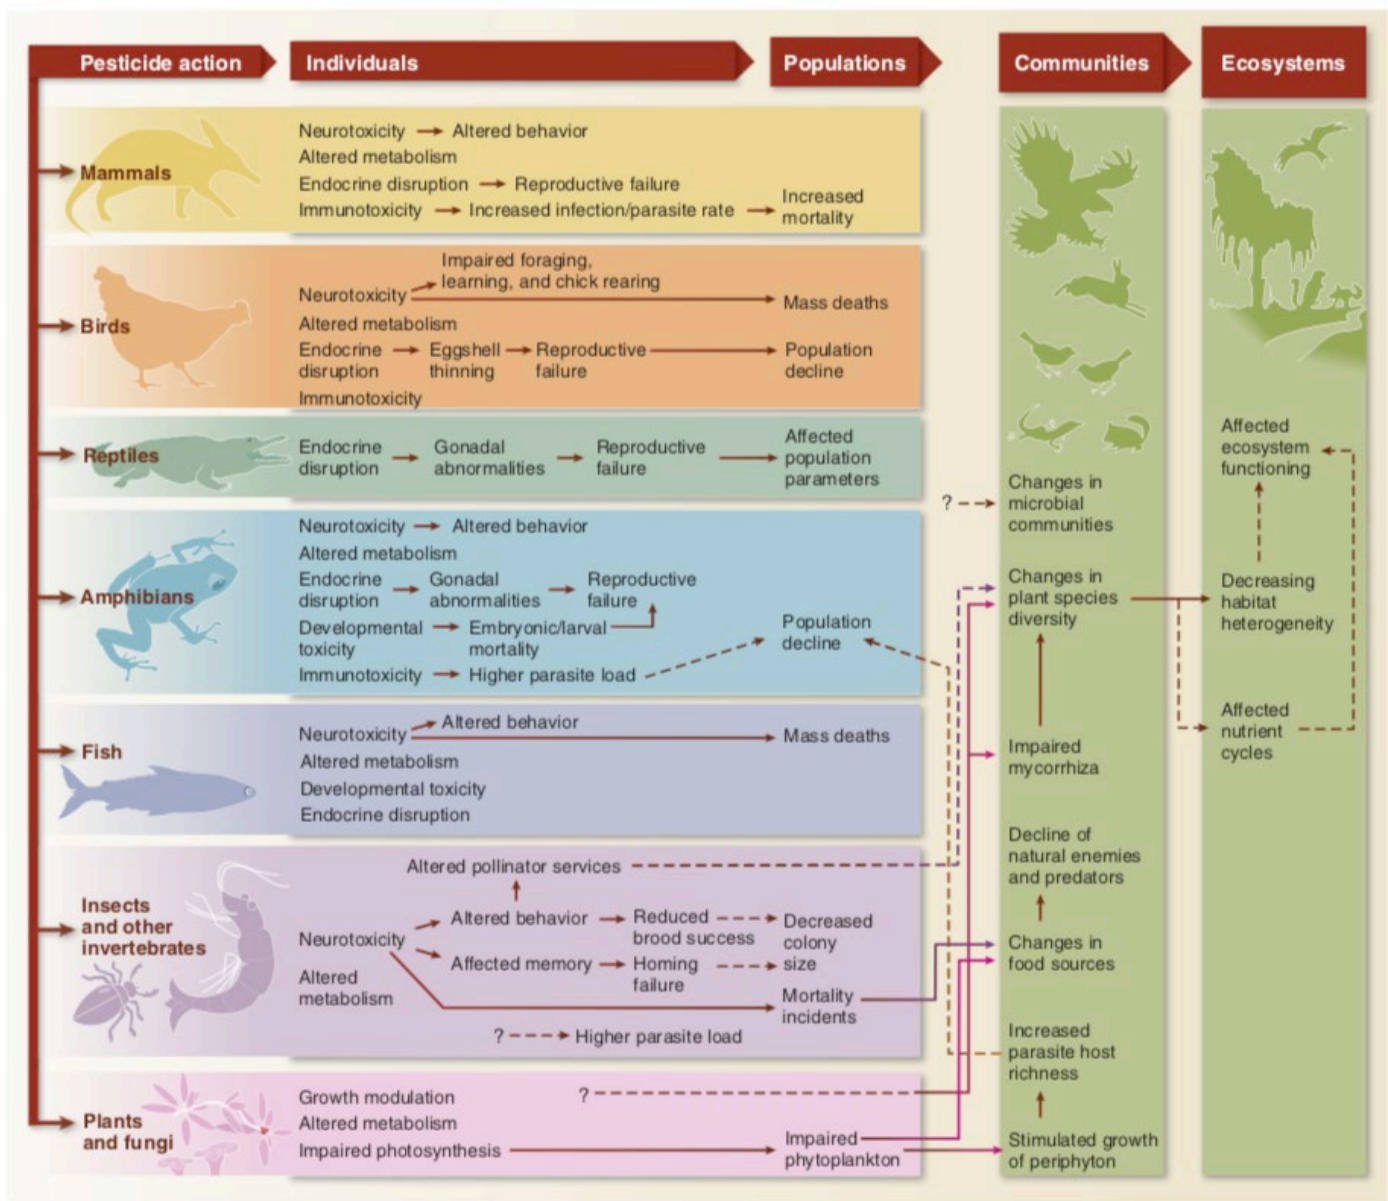 Pesticide action
Individuals
Populations
Communities
Ecosystems
Mammals
Neurotoxicity
Altered behavior
Altered metabolism
Endocrine disruption
Reproductive failure
Immunotoxicity
Increased infection/parasite rate
Increased
mortality
Birds
Impaired foraging,
learning, and chick rearing
Neurotoxicity
Mass deaths
Altered metabolism
Endocrine
disruption
Eggshell
thinning
Reproductive
failure
Population
decline
Immunotoxicity
Reptiles
Endocrine
disruption
Gonadal
abnormalities
Reproductive
failure
Affected
population
parameters
Amphibians
Neurotoxicity
Altered behavior
Altered metabolism
Endocrine
disruption
Gonadal
abnormalities
Reproductive
failure
Developmental
toxicity
Embryonic/larval
mortality
Immunotoxicity
Higher parasite load
Population
decline
Fish
Neurotoxicity
Altered behavior
Mass deaths
Altered metabolism
Developmental toxicity
Endocrine disruption
Insects
and other
invertebrates
Altered pollinator services
Neurotoxicity
Altered behavior
Reduced
brood success
Decreased
colony
size
Affected memory
Homing
failure
Altered
metabolism
Mortality
incidents
?
Higher parasite load
Plants
and fungi
Growth modulation
?
Altered metabolism
Impaired photosynthesis
Impaired
phytoplankton
?
Changes in
microbial
communities
Changes in
plant species
diversity
Impaired
mycorrhiza
Decline of
natural enemies
and predators
Changes in
food sources
Increased
parasite host
richness
Stimulated growth
of periphyton
Affected
ecosystem
functioning
Decreasing
habitat
heterogeneity
Affected
nutrient
cycles